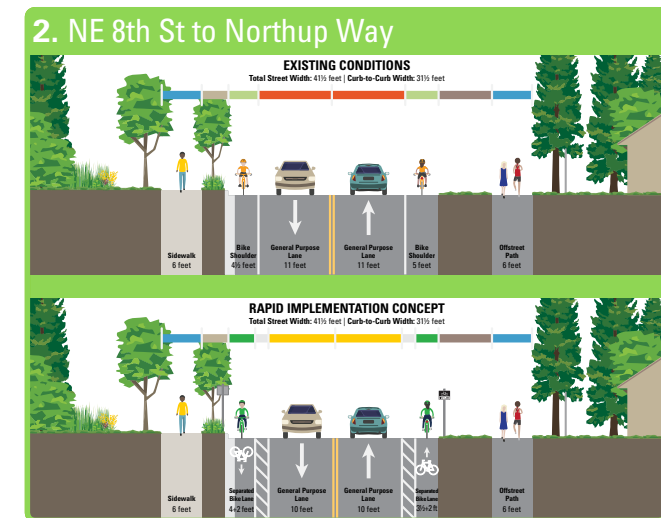 2. NE 8th St to Northup Way
EXISTING CONDITIONS
Total Street Width: 41½ feet | Curb-to-Curb Width: 31½ feet
Sidewalk
6 feet
Bike
Shoulder
4½ feet
General Purpose
Lane
11 feet
General Purpose
Lane
11 feet
Bike
Shoulder
5 feet
Offstreet
Path
6 feet
RAPID IMPLEMENTATION CONCEPT
Total Street Width: 41½ feet | Curb-to-Curb Width: 31½ feet
Sidewalk
6 feet
Separated
Bike Lane
4+2 feet
General Purpose
Lane
10 feet
General Purpose
Lane
10 feet
Separated
Bike Lane
3½+2 ft
Offstreet
Path
6 feet